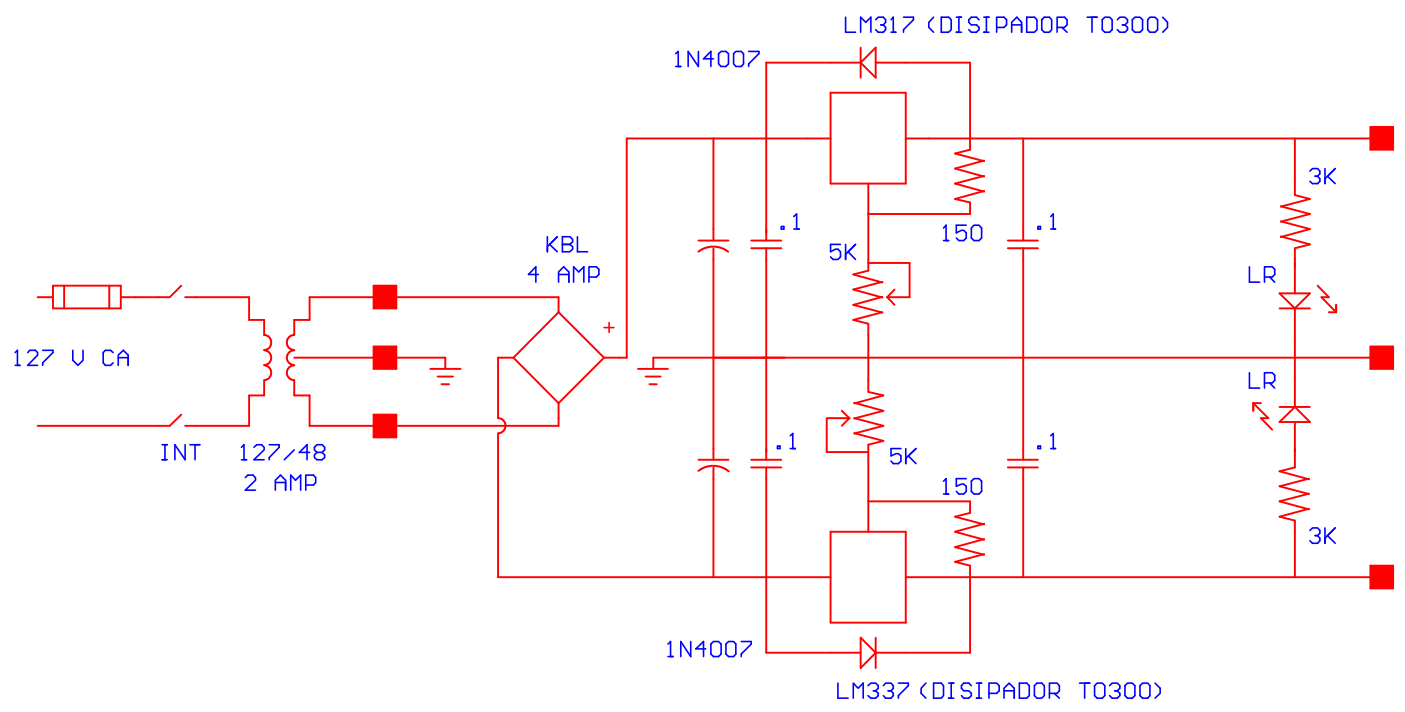 LM317 (DISIPADOR TO300)
1N4007
3K
.1
.1
150
5K
KBL
4 AMP
LR
+
127 V CA
LR
.1
.1
5K
INT
127/48
2 AMP
150
3K
1N4007
LM337 (DISIPADOR TO300)